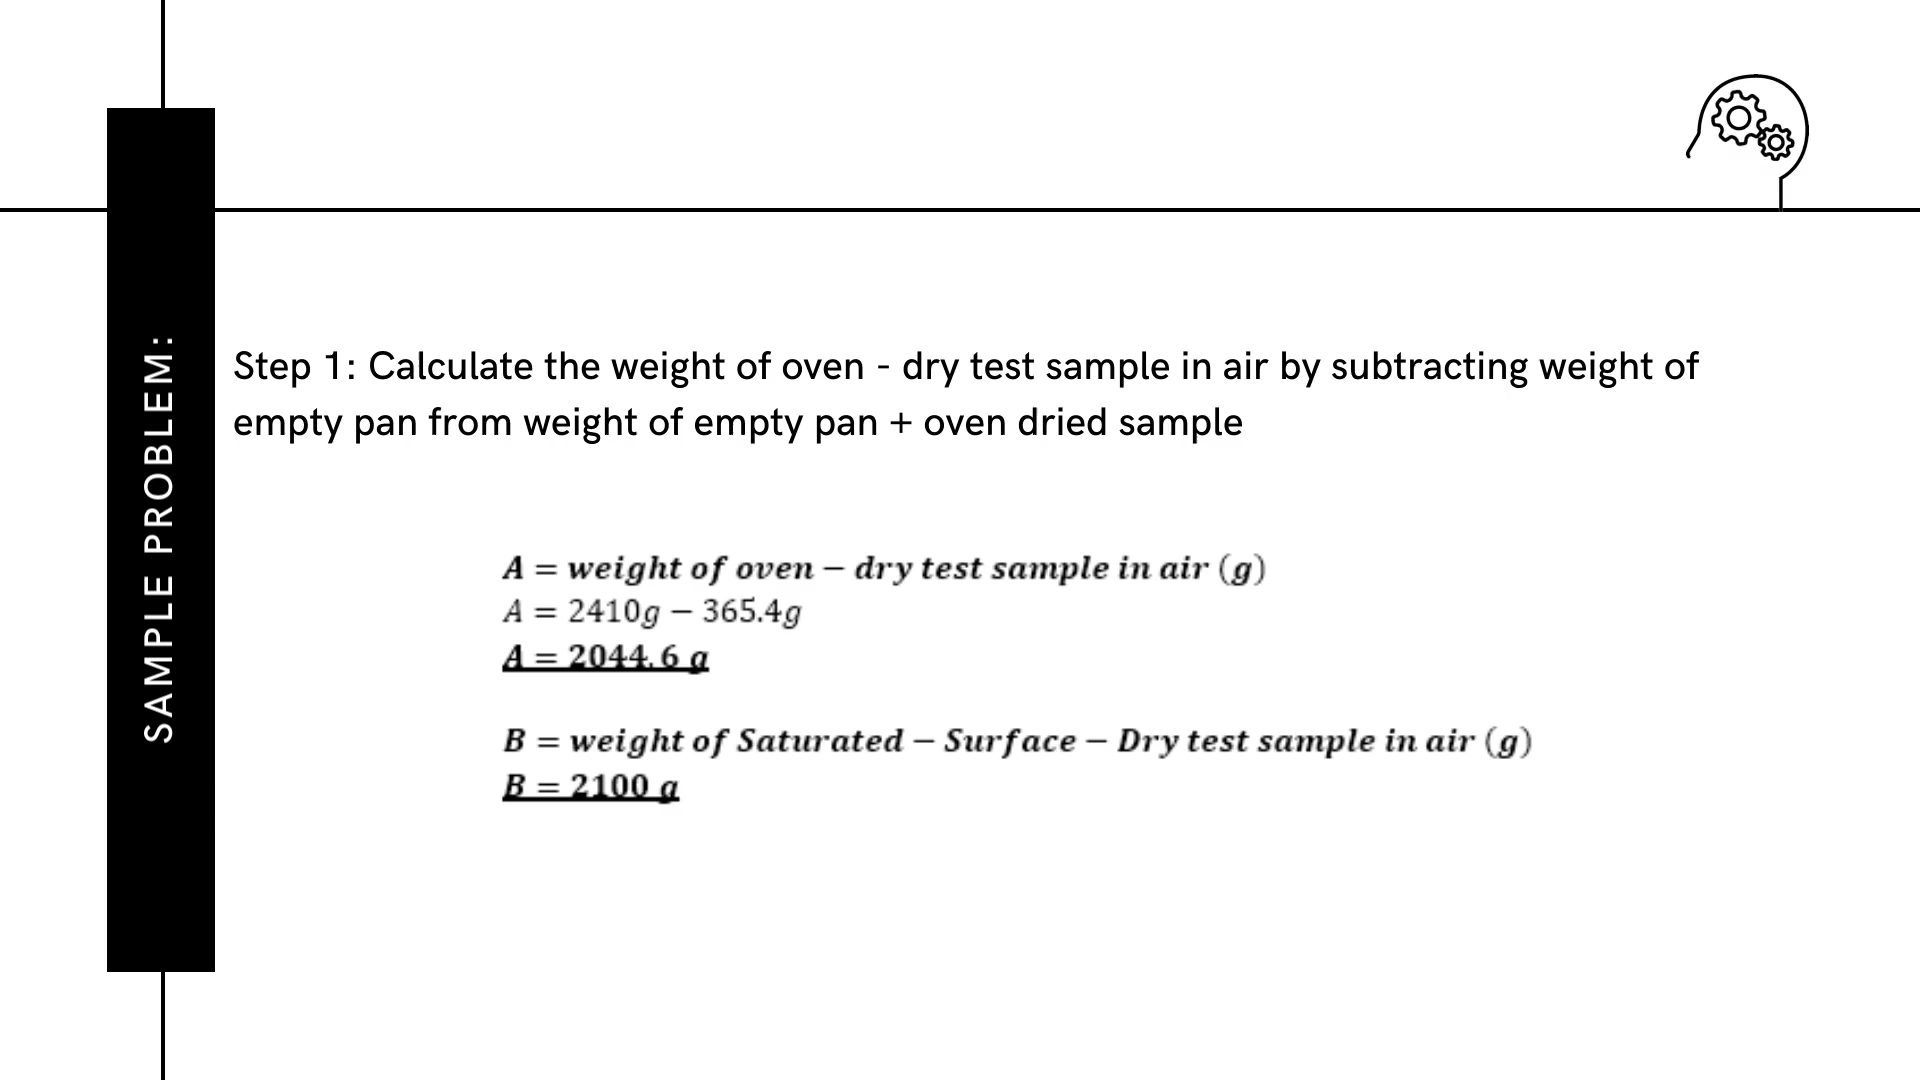 SAMPLE PROBLEM:
Step 1: Calculate the weight of oven - dry test sample in air by subtracting weight of
empty pan from weight of empty pan + oven dried sample
A = weight of oven − dry test sample in air (g)
A = 2410g − 365.4g
A = 2044.6 g
B = weight of Saturated − Surface − Dry test sample in air (g)
B = 2100 g